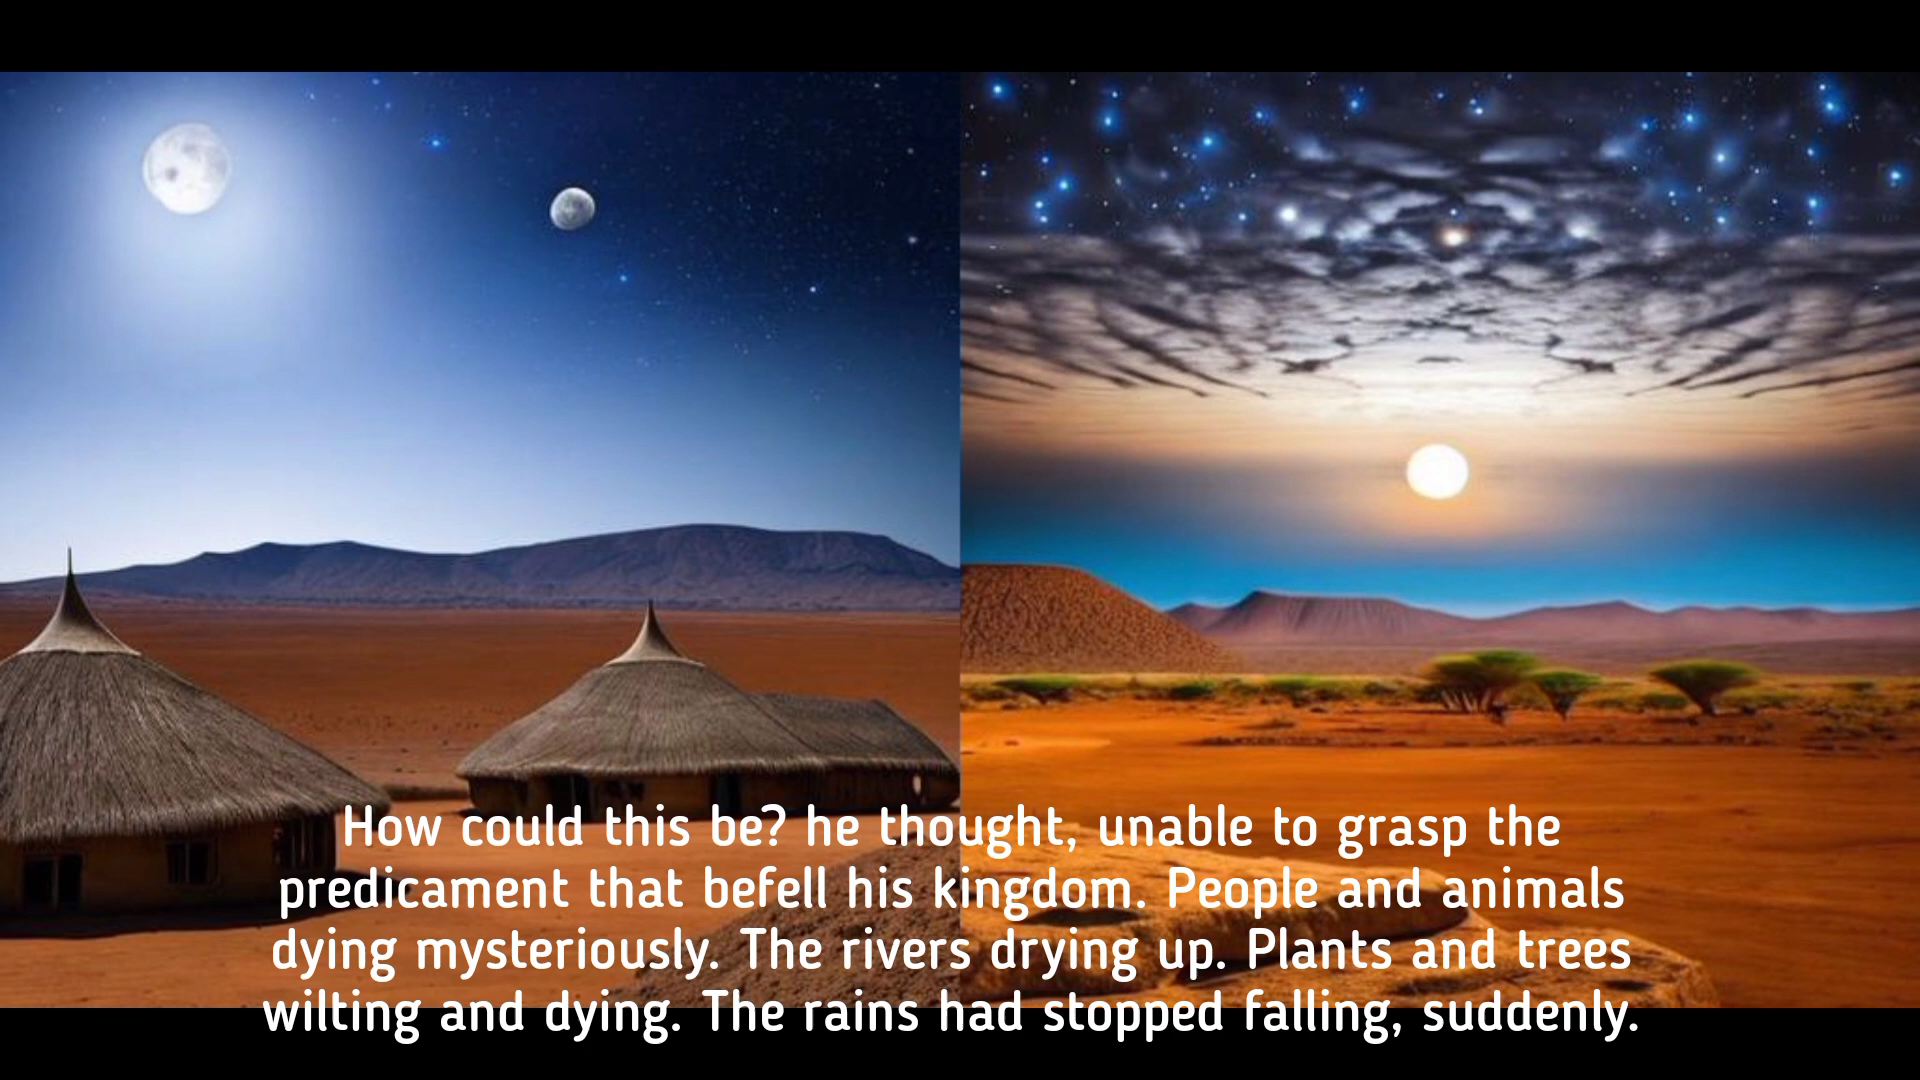 How could this be? he thought, unable to grasp the
predicament that befell his kingdom. People and animals
dying mysteriously. The rivers drying up. Plants and trees
wilting and dying. The rains had stopped falling, suddenly.